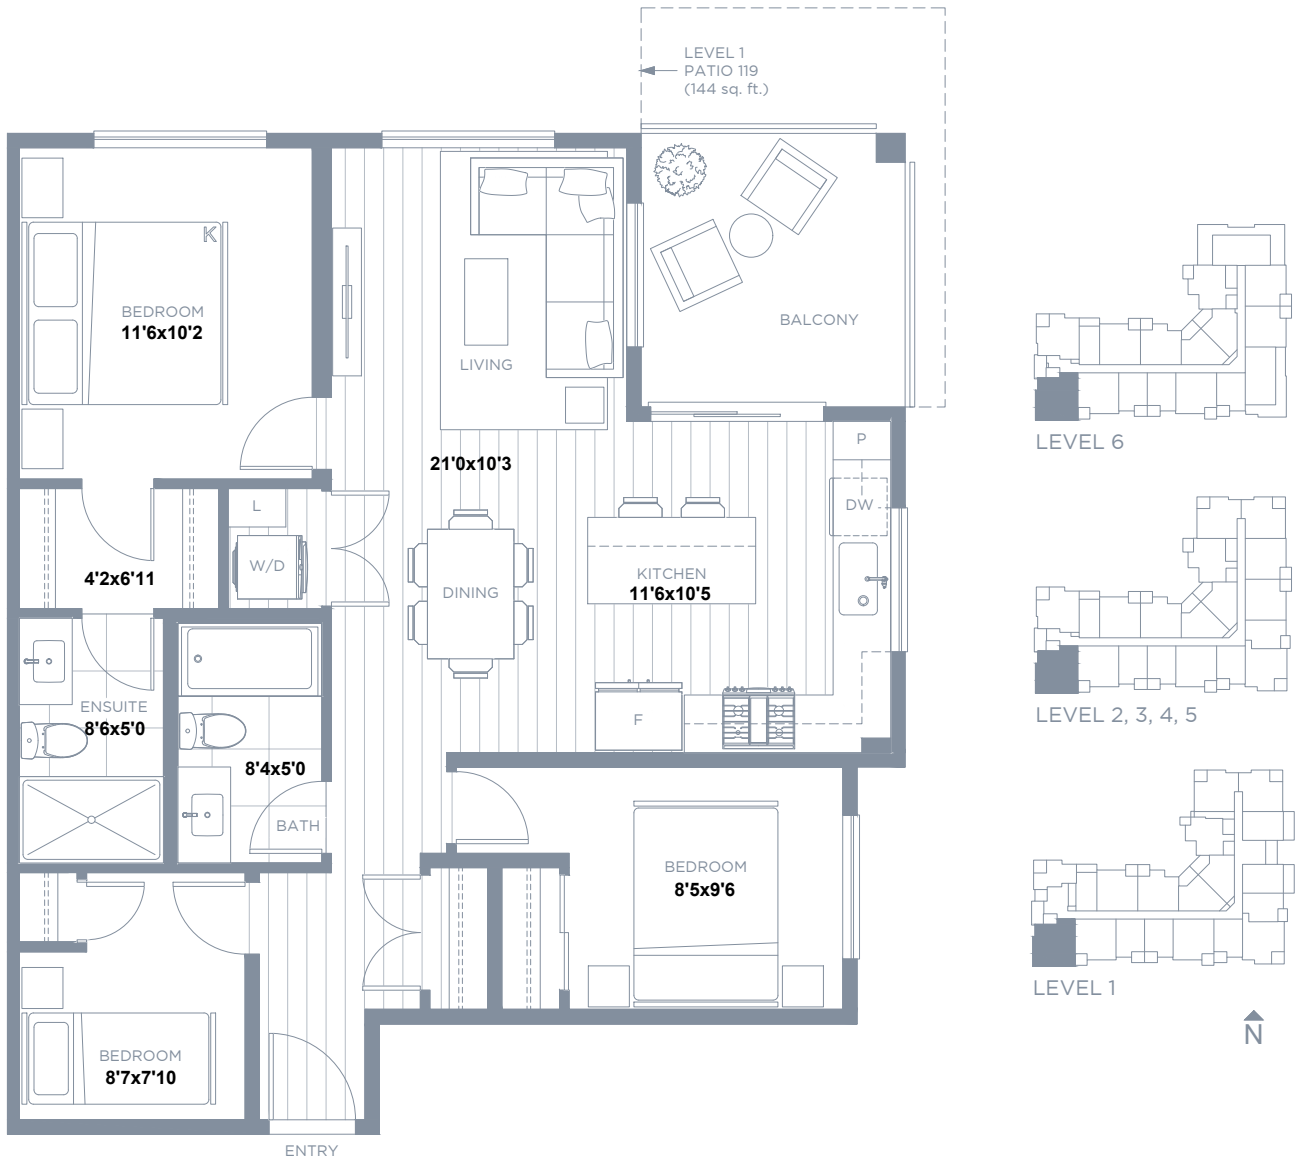 LEVEL 1
PATIO 119
(144 sq. ft.)
K
BEDROOM
11'6x10'2
BALCONY
LIVING
21'0x10'3
P
DW
L
W/D
4'2x6'11
DINING
KITCHEN
11'6x10'5
ENSUITE
8'6x5'0
F
8'4x5'0
BATH
BEDROOM
8'5x9'6
BEDROOM
8'7x7'10
ENTRY
LEVEL 6
LEVEL 2, 3, 4, 5
LEVEL 1
N